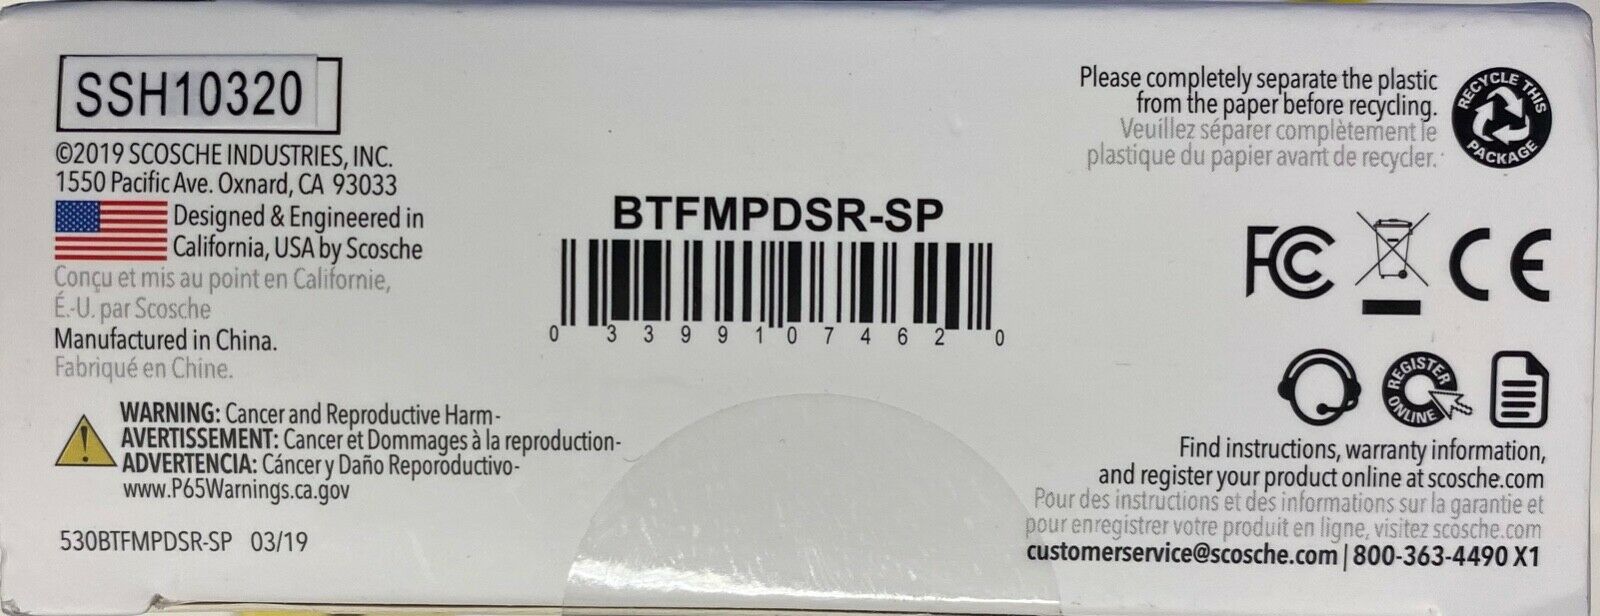 SSH10320
©2019 SCOSCHE INDUSTRIES, INC.
1550 Pacific Ave. Oxnard, CA 93033
Designed & Engineered in
California, USA by Scosche
Conçu et mis au point en Californie,
É.-U. par Scosche
Manufactured in China.
Fabriqué en Chine.
WARNING: Cancer and Reproductive Harm -
AVERTISSEMENT: Cancer et Dommages à la reproduction-
ADVERTENCIA: Cáncer y Daño Reporoductivo-
www.P65Warnings.ca.gov
530BTFMPDSR-SP 03/19
BTFMPDSR-SP
0 33991 07462 0
Please completely separate the plastic
from the paper before recycling.
Veuillez séparer complètement le
plastique du papier avant de recycler.
RECYCLE THIS
PACKAGE
FC CE
REGISTER
ONLINE
Find instructions, warranty information,
and register your product online at scosche.com
Pour des instructions et des informations sur la garantie et
pour enregistrer votre produit en ligne, visitez scosche.com
customerservice@scosche.com | 800-363-4490 X1